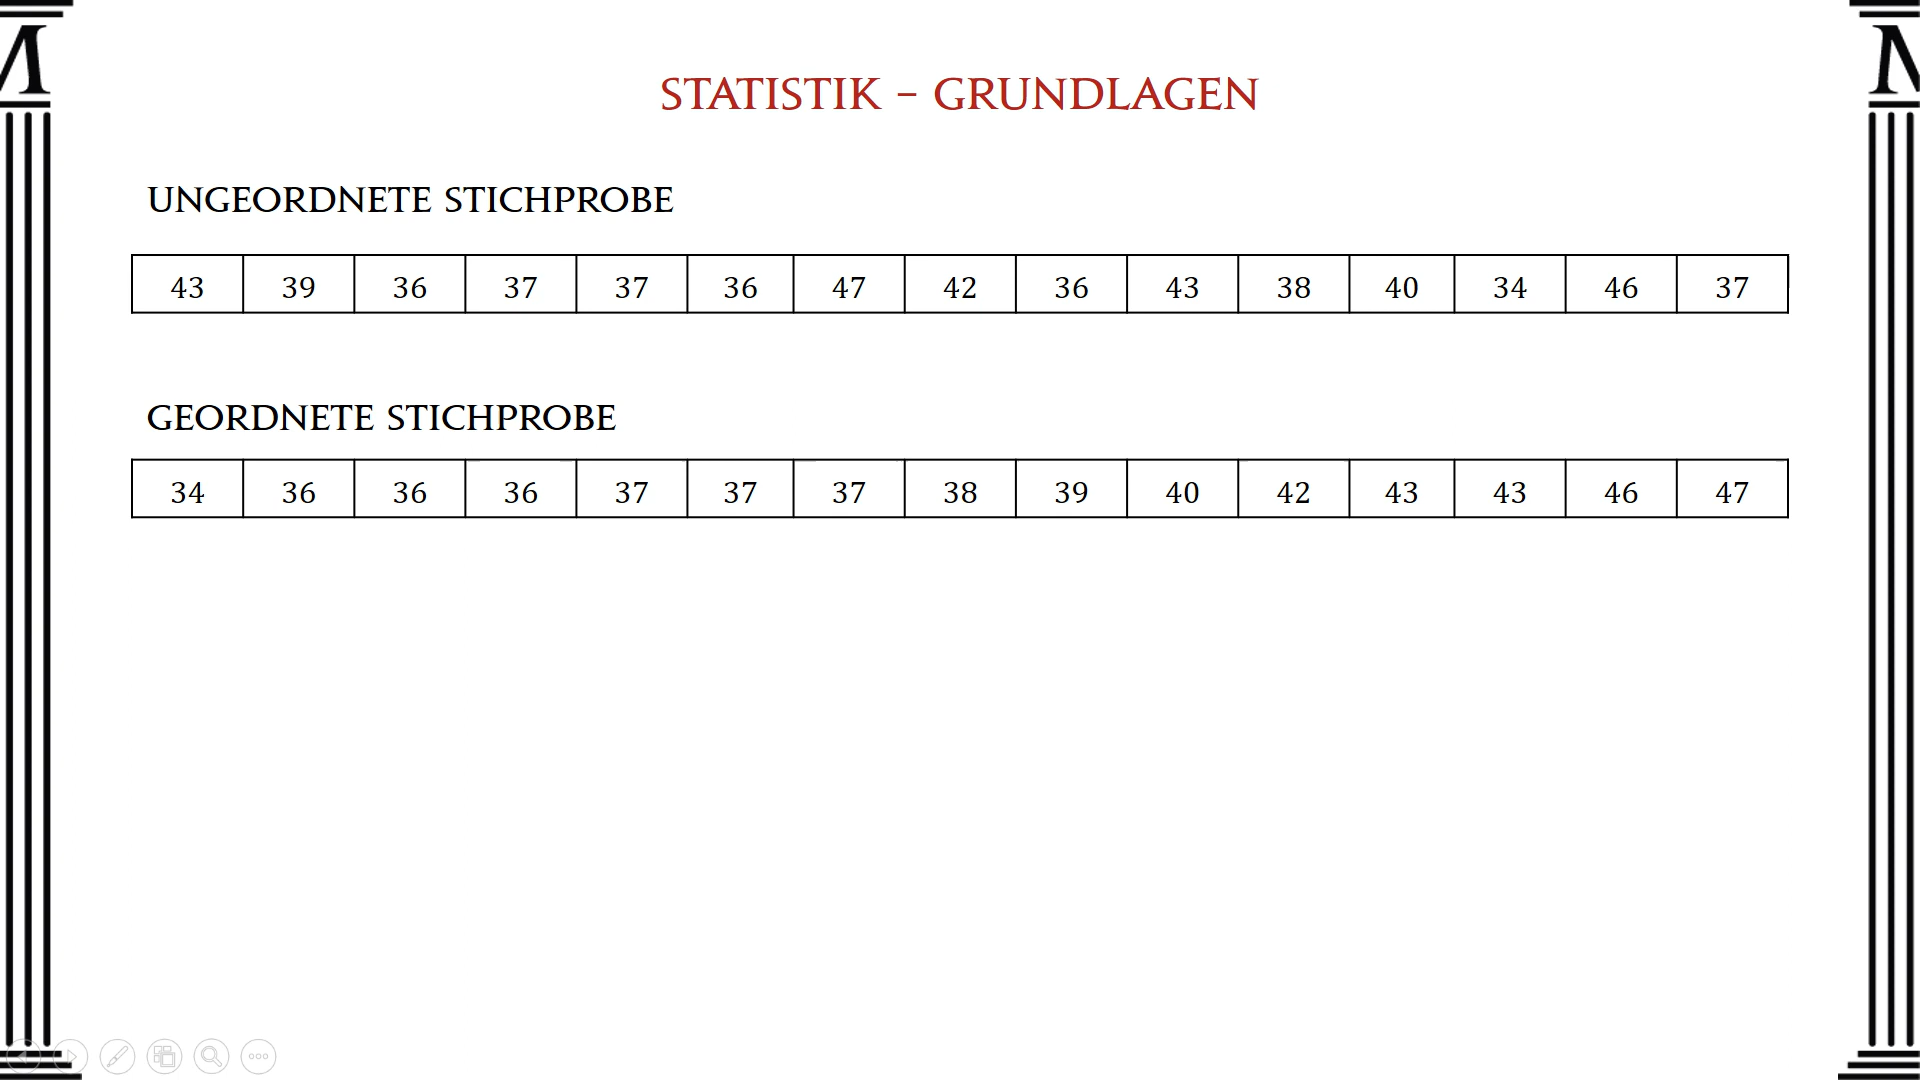 STATISTIK – GRUNDLAGEN
UNGEORDNETE STICHPROBE
43 39 36 37 37 36 47 42 36 43 38 40 34 46 37
GEORDNETE STICHPROBE
34 36 36 36 37 37 37 38 39 40 42 43 43 46 47